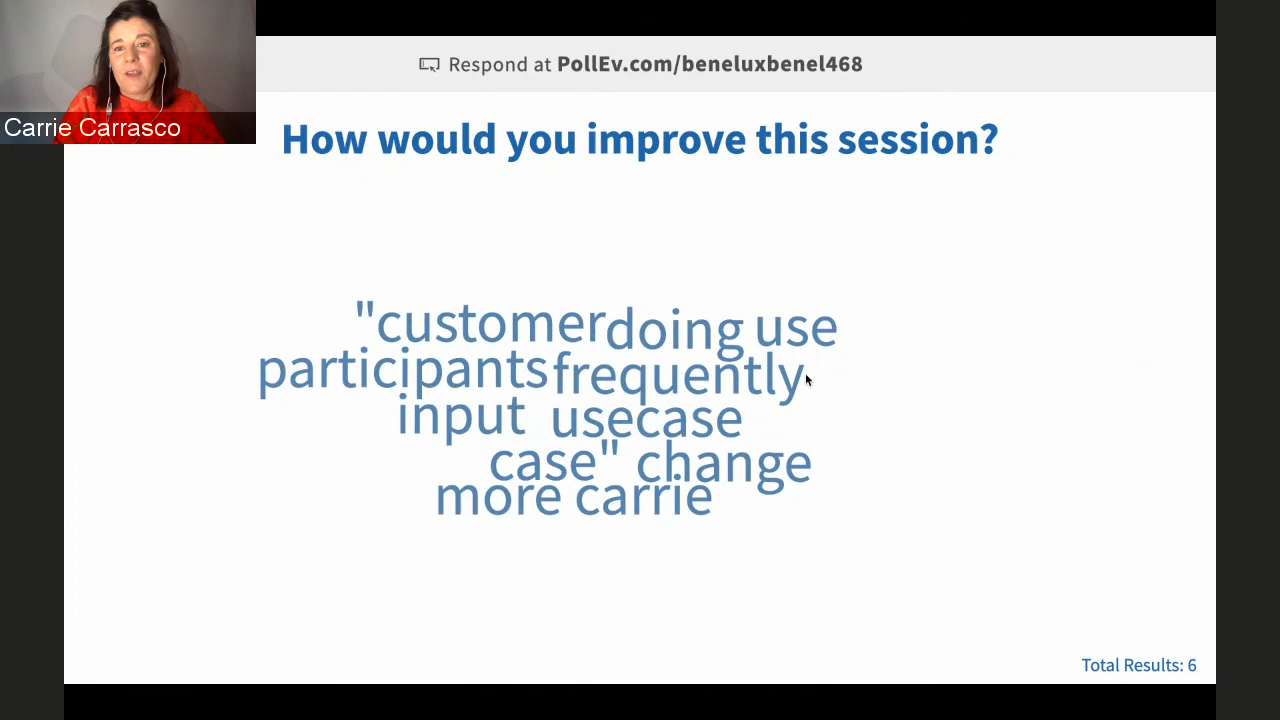 Carrie Carrasco
Respond at PollEv.com/beneluxbenel468
How would you improve this session?
"customer doing use
participants frequently
input usecase
case" change
more carrie
Total Results: 6